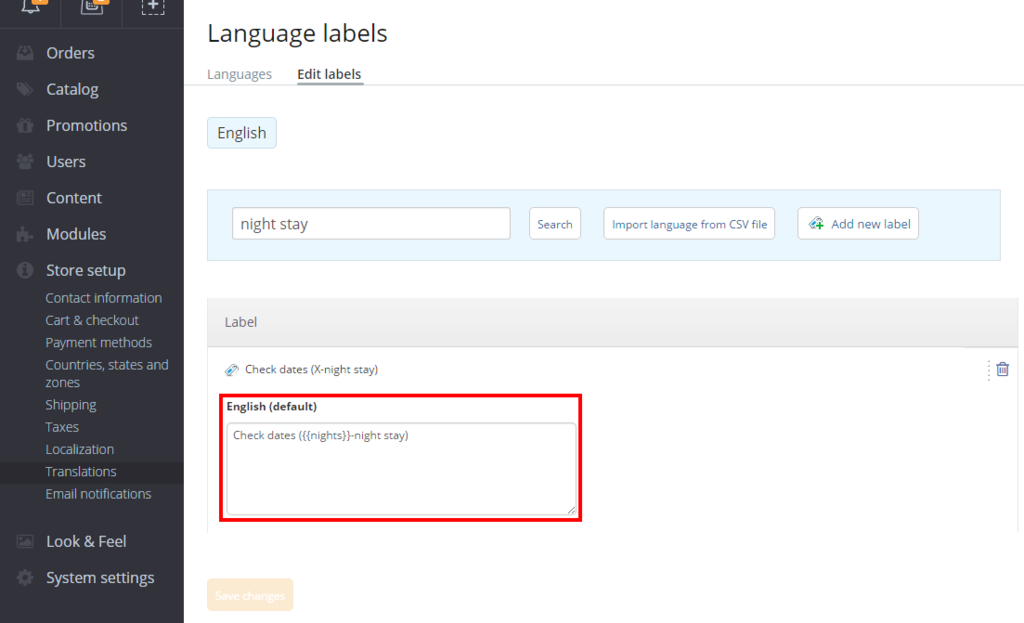 Language labels
Languages
Edit labels
Orders
Catalog
Promotions
Users
Content
Modules
Store setup
Contact information
Cart & checkout
Payment methods
Countries, states and
zones
Shipping
Taxes
Localization
Translations
Email notifications
Look & Feel
System settings
English
night stay
Search
Import language from CSV file
Add new label
Label
Check dates (X-night stay)
English (default)
Check dates ({{nights}}-night stay)
Save changes